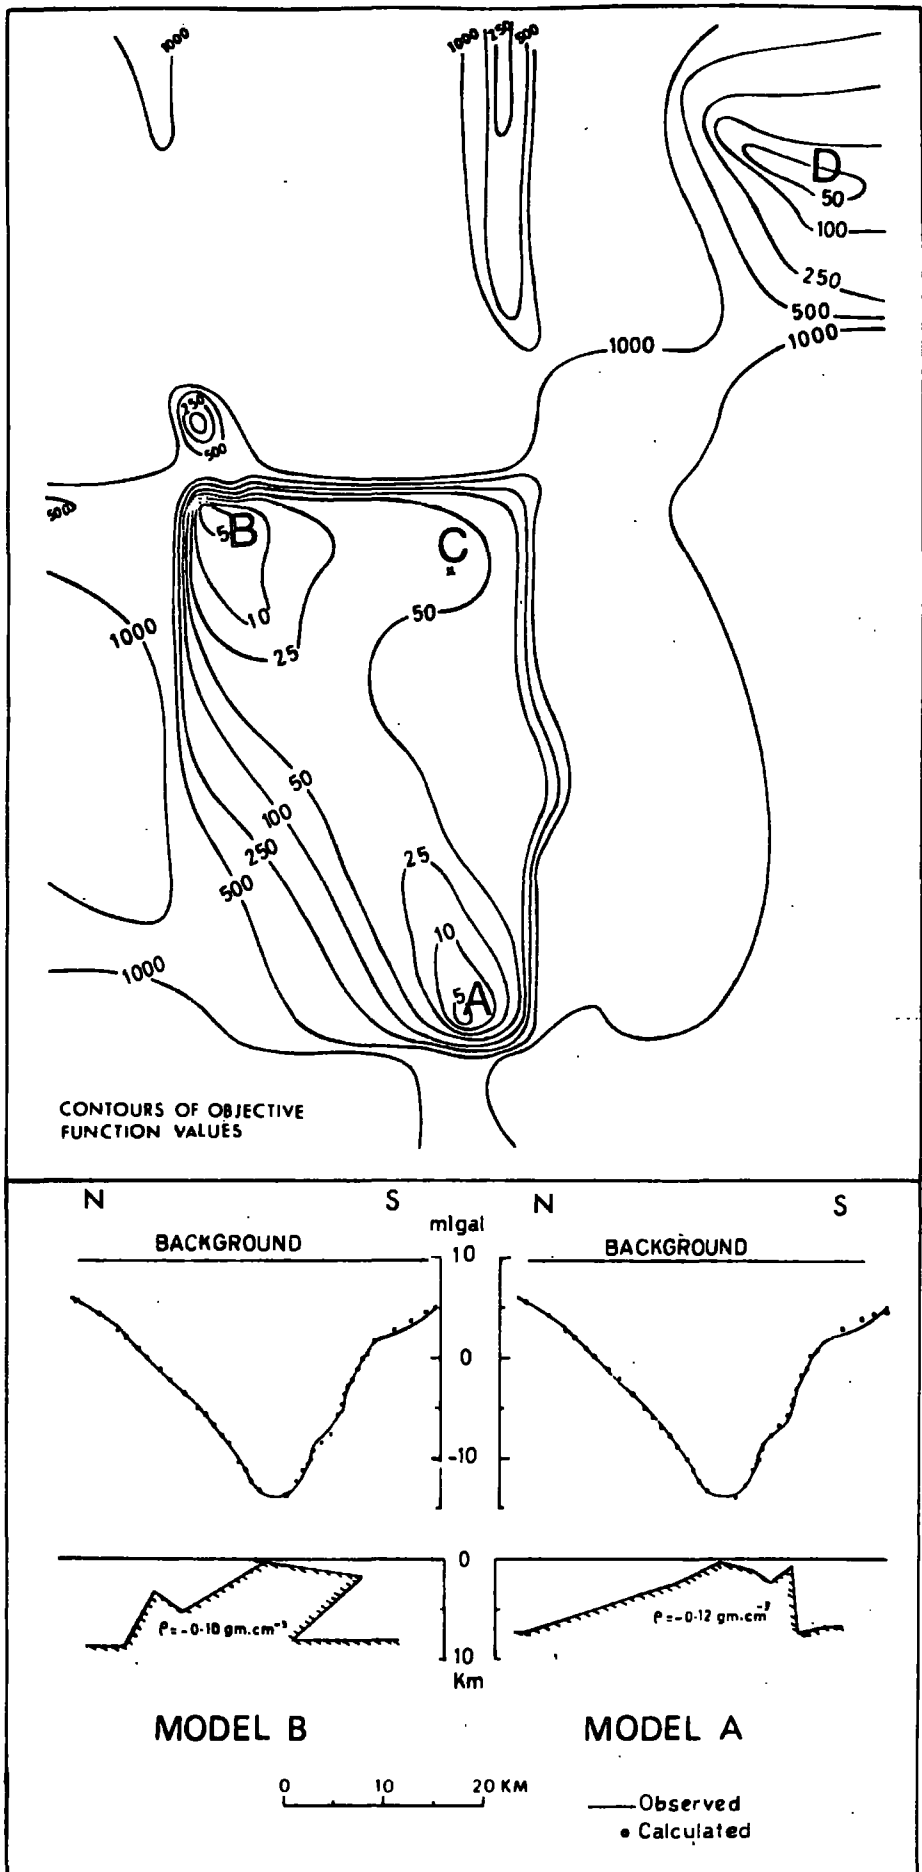 1000
1000 250 500
D
50
100
250
500
1000
1000
250
500
500
5 B
C
10
50
25
1000
50
100
250
500
25
10
5 A
1000
CONTOURS OF OBJECTIVE
FUNCTION VALUES
N S
N S
mlgal
BACKGROUND
10
BACKGROUND
0
-10
0
ρ=-0·10 gm.cm⁻³
ρ=-0·12 gm.cm⁻³
10
Km
MODEL B
MODEL A
0 10 20 KM
Observed
Calculated